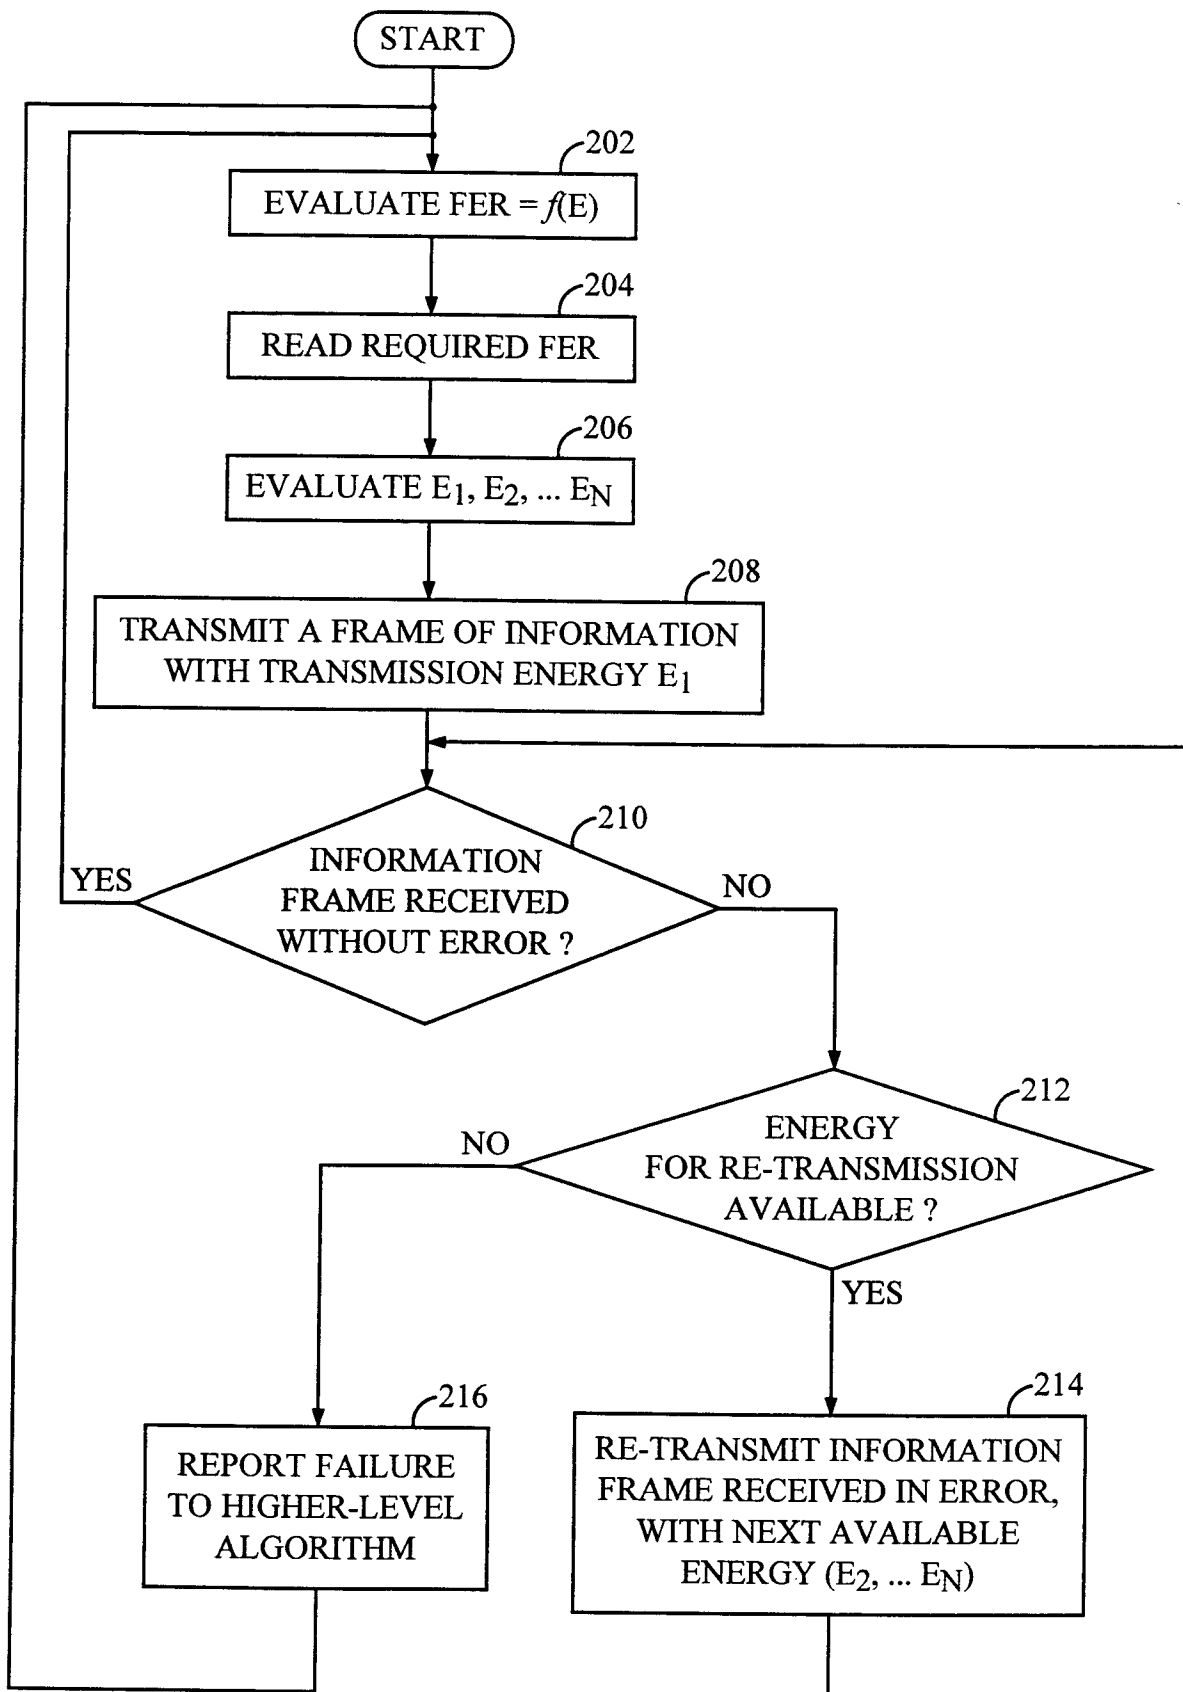 START
202
EVALUATE FER = f(E)
204
READ REQUIRED FER
206
EVALUATE E1, E2, ... EN
208
TRANSMIT A FRAME OF INFORMATION
WITH TRANSMISSION ENERGY E1
210
INFORMATION
FRAME RECEIVED
WITHOUT ERROR ?
YES
NO
212
ENERGY
FOR RE-TRANSMISSION
AVAILABLE ?
NO
YES
216
REPORT FAILURE
TO HIGHER-LEVEL
ALGORITHM
214
RE-TRANSMIT INFORMATION
FRAME RECEIVED IN ERROR,
WITH NEXT AVAILABLE
ENERGY (E2, ... EN)